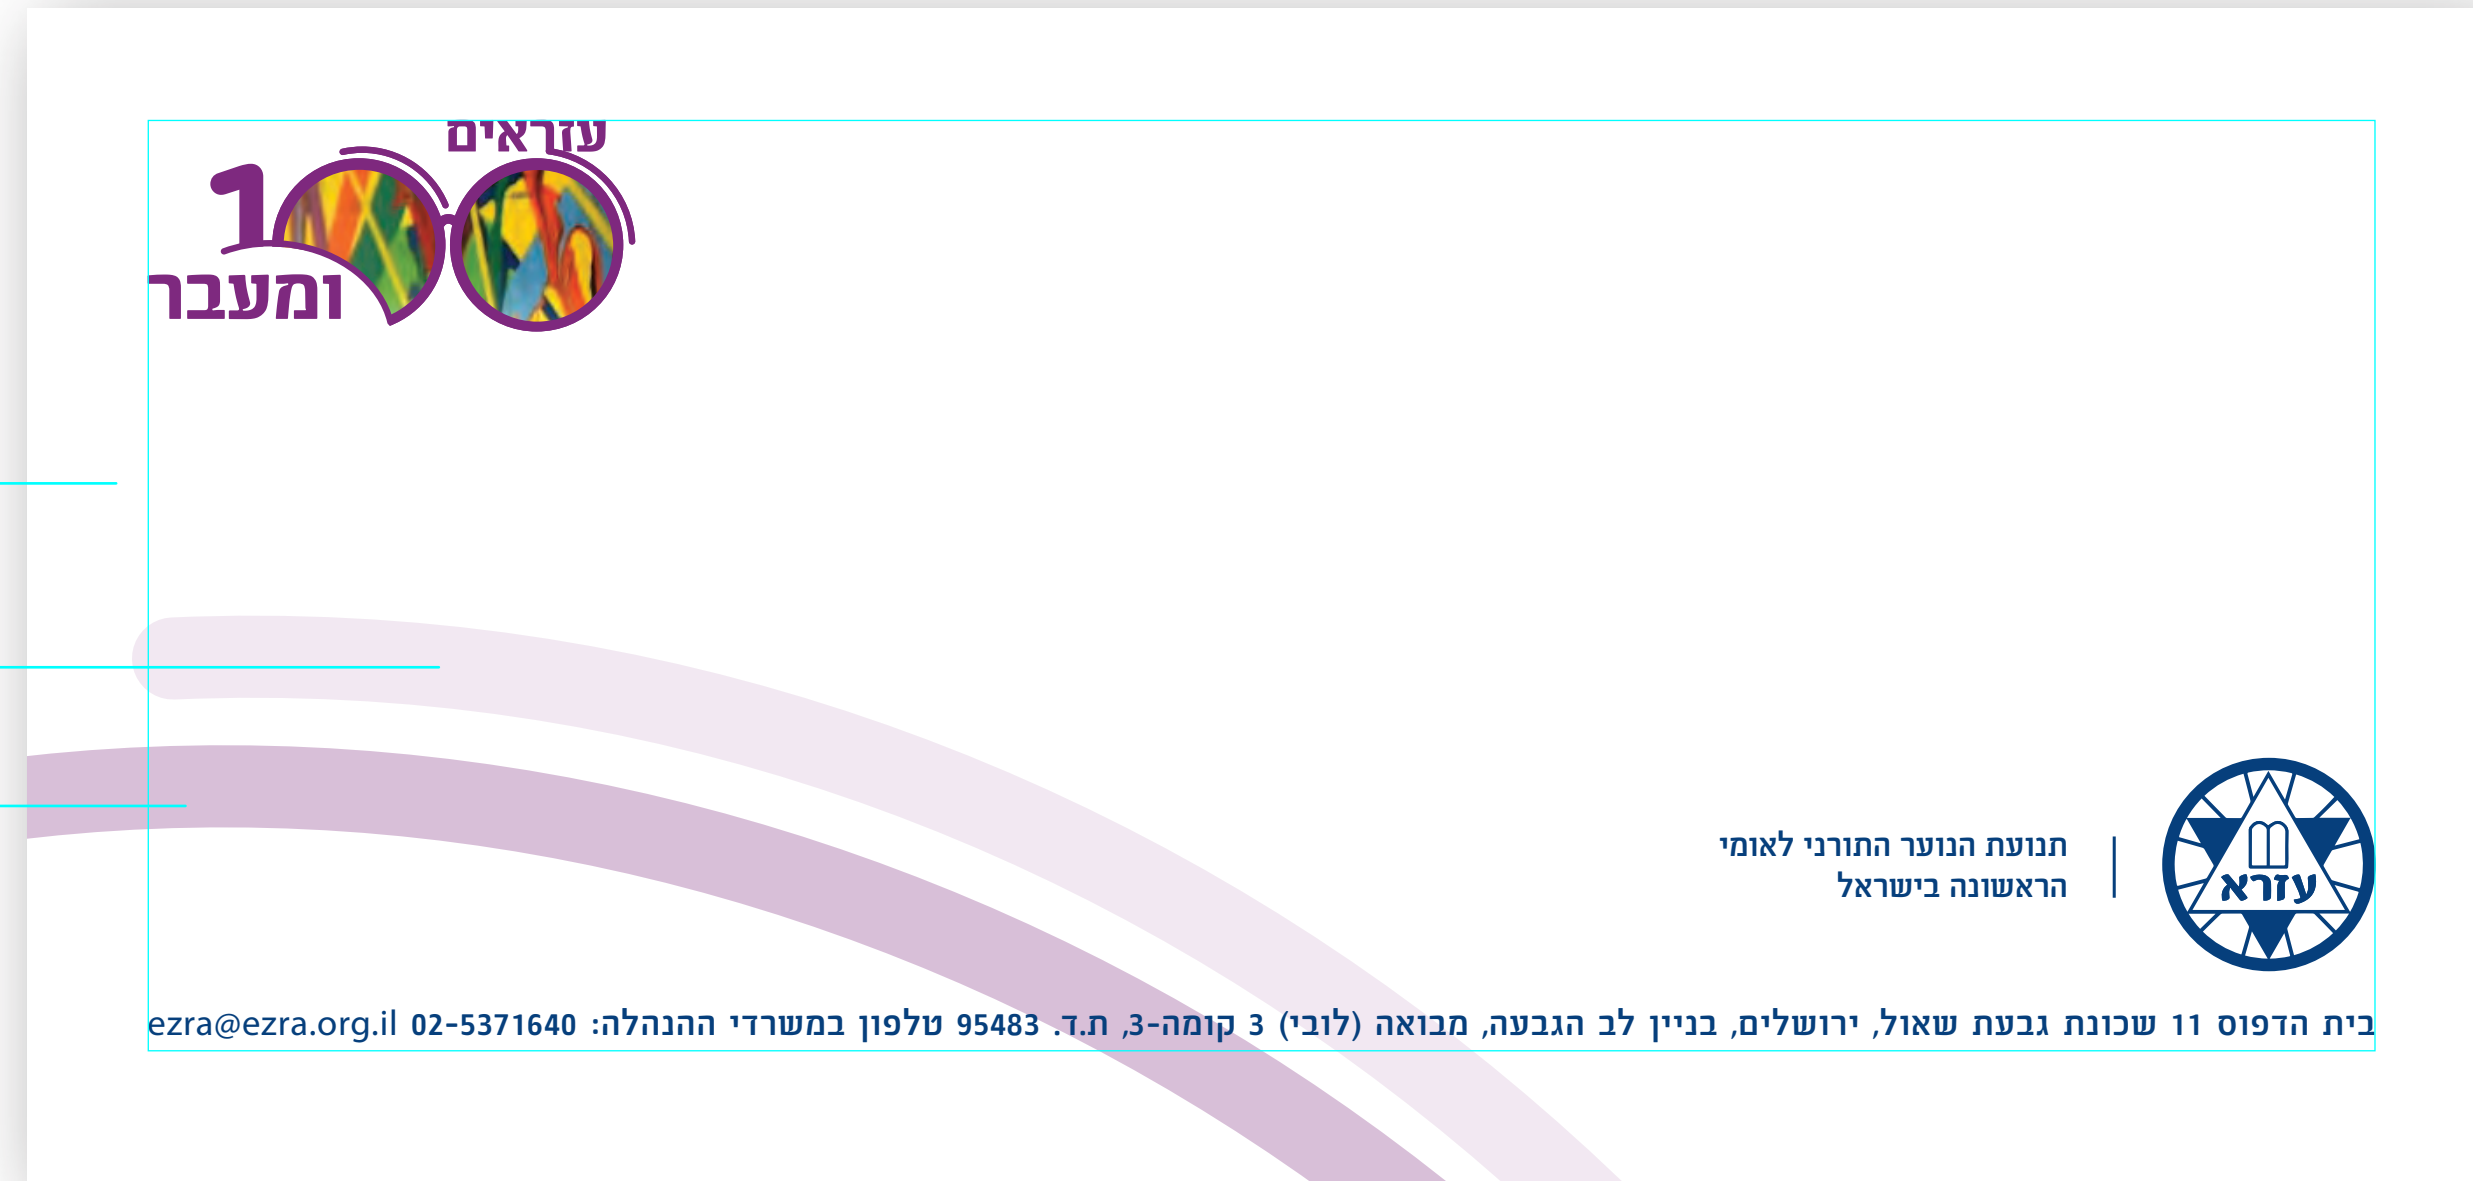 עזראים
100
ומעבר
תנועת הנוער התורני לאומי
הראשונה בישראל
עזרא
בית הדפוס 11 שכונת גבעת שאול, ירושלים, בניין לב הגבעה, מבואה (לובי) 3 קומה-3, ת.ד. 95483 טלפון במשרדי ההנהלה: 02-5371640 ezra@ezra.org.il